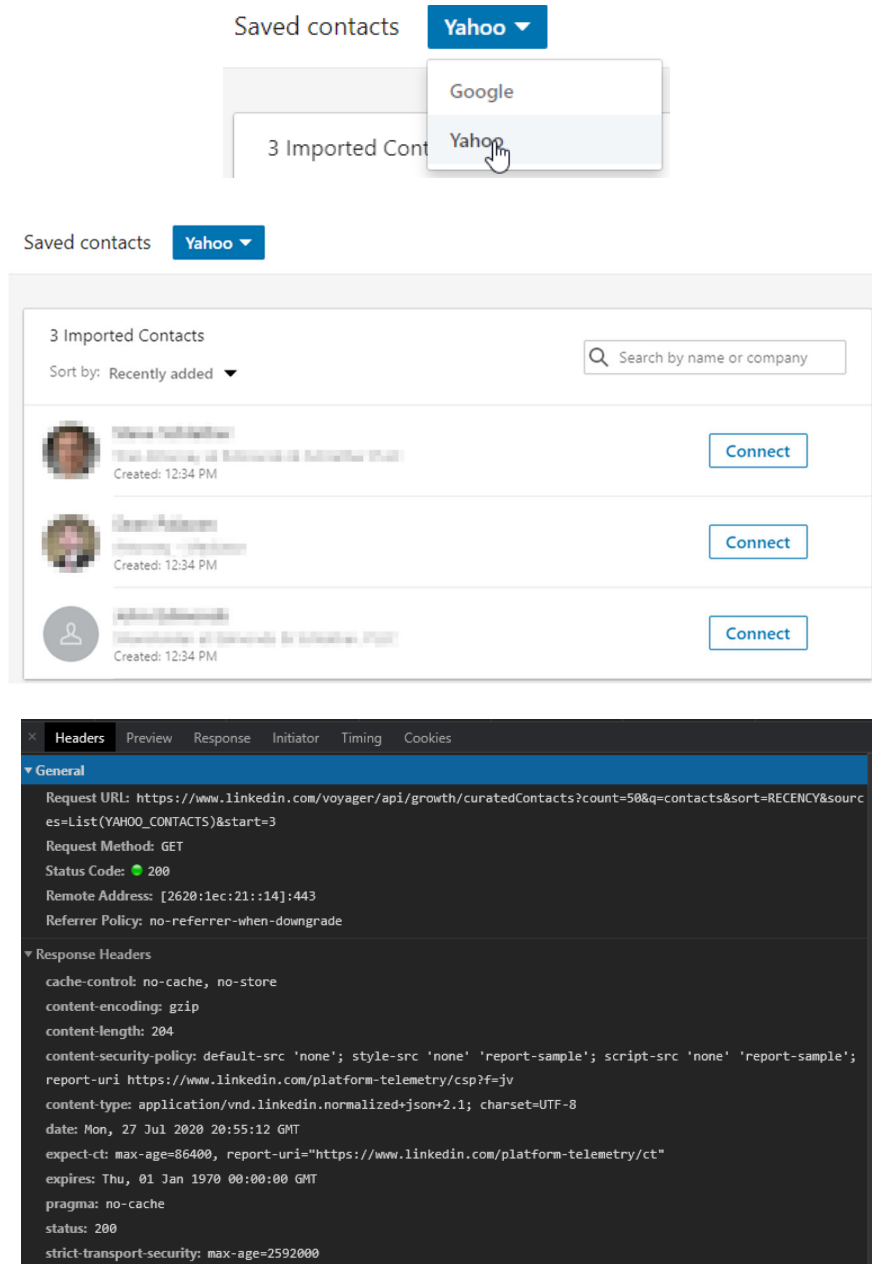 Saved contacts Yahoo
Google
3 Imported Cont Yahoo
Saved contacts Yahoo
3 Imported Contacts
Sort by: Recently added
Search by name or company
Connect
Created: 12:34 PM
Connect
Created: 12:34 PM
Connect
Created: 12:34 PM
× Headers Preview Response Initiator Timing Cookies
General
Request URL: https://www.linkedin.com/voyager/api/growth/curatedContacts?count=50&q=contacts&sort=RECENCY&sourc
es=List(YAHOO_CONTACTS)&start=3
Request Method: GET
Status Code: 200
Remote Address: [2620:1ec:21::14]:443
Referrer Policy: no-referrer-when-downgrade
Response Headers
cache-control: no-cache, no-store
content-encoding: gzip
content-length: 204
content-security-policy: default-src 'none'; style-src 'none' 'report-sample'; script-src 'none' 'report-sample';
report-uri https://www.linkedin.com/platform-telemetry/csp?f=jv
content-type: application/vnd.linkedin.normalized+json+2.1; charset=UTF-8
date: Mon, 27 Jul 2020 20:55:12 GMT
expect-ct: max-age=86400, report-uri="https://www.linkedin.com/platform-telemetry/ct"
expires: Thu, 01 Jan 1970 00:00:00 GMT
pragma: no-cache
status: 200
strict-transport-security: max-age=2592000